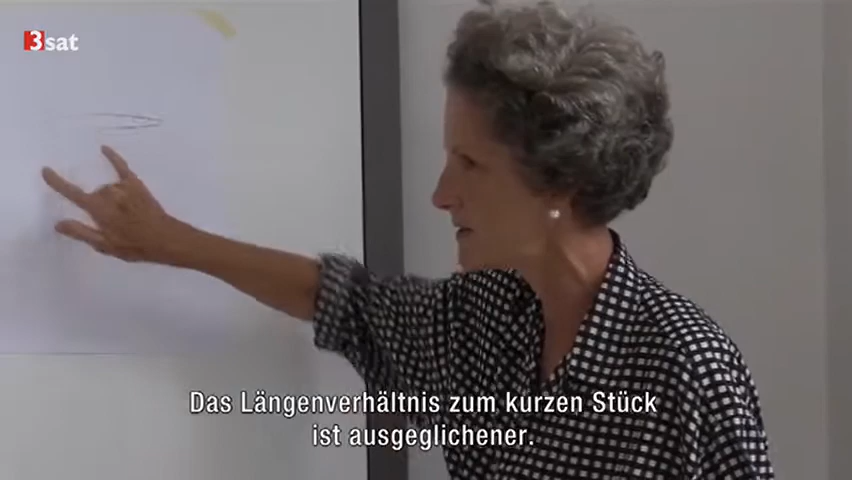 3sat
Das Längenverhältnis zum kurzen Stück
ist ausgeglichener.